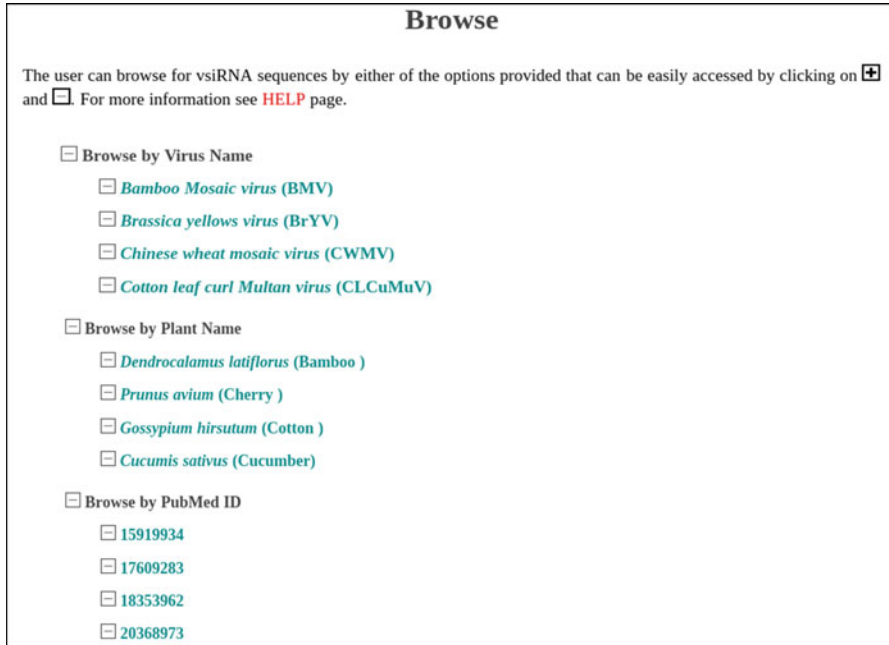 Browse
The user can browse for vsiRNA sequences by either of the options provided that can be easily accessed by clicking on
and . For more information see HELP page.
Browse by Virus Name
Bamboo Mosaic virus (BMV)
Brassica yellows virus (BrYV)
Chinese wheat mosaic virus (CWMV)
Cotton leaf curl Multan virus (CLCuMuV)
Browse by Plant Name
Dendrocalamus latiflorus (Bamboo )
Prunus avium (Cherry )
Gossypium hirsutum (Cotton )
Cucumis sativus (Cucumber)
Browse by PubMed ID
15919934
17609283
18353962
20368973